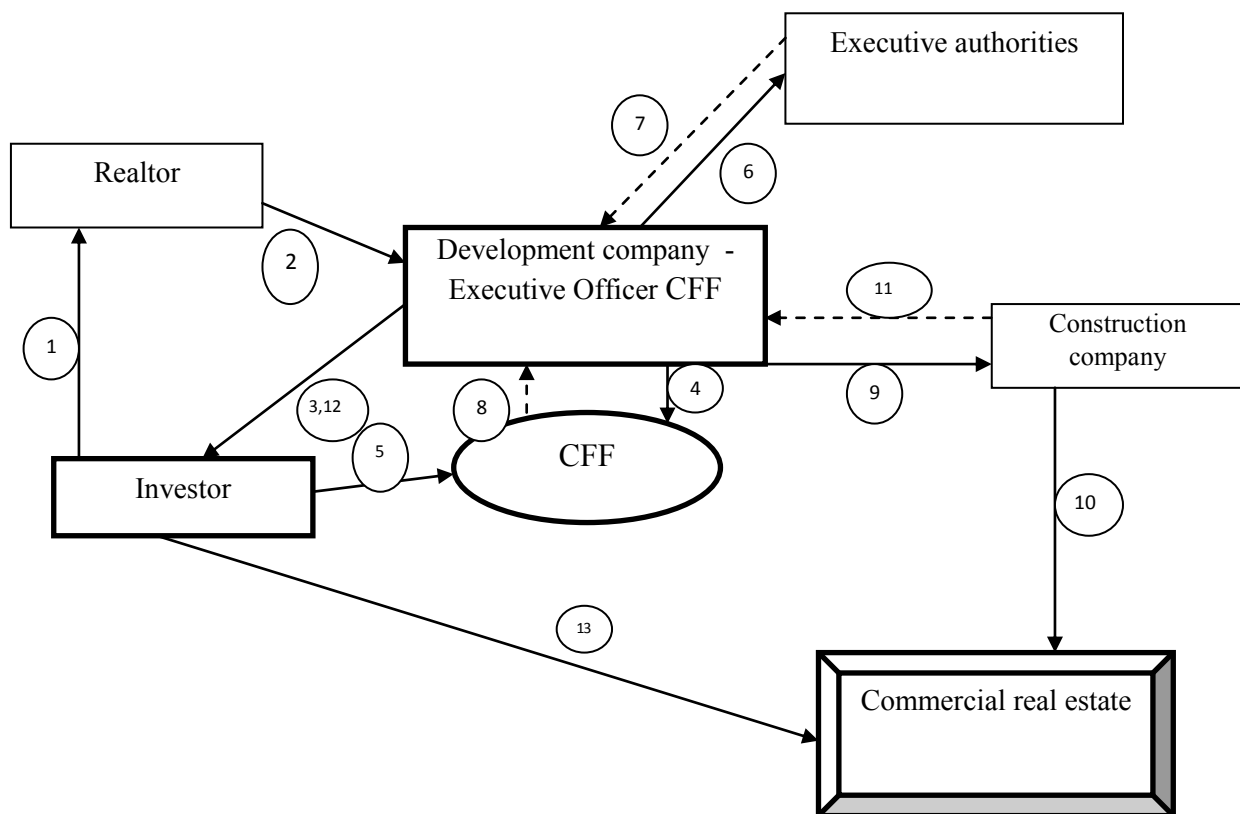 Executive authorities
7
6
Realtor
2
Development company  -
Executive Officer CFF
11
1
Construction
company
3,12
5
8
4
9
CFF
Investor
10
13
Commercial real estate